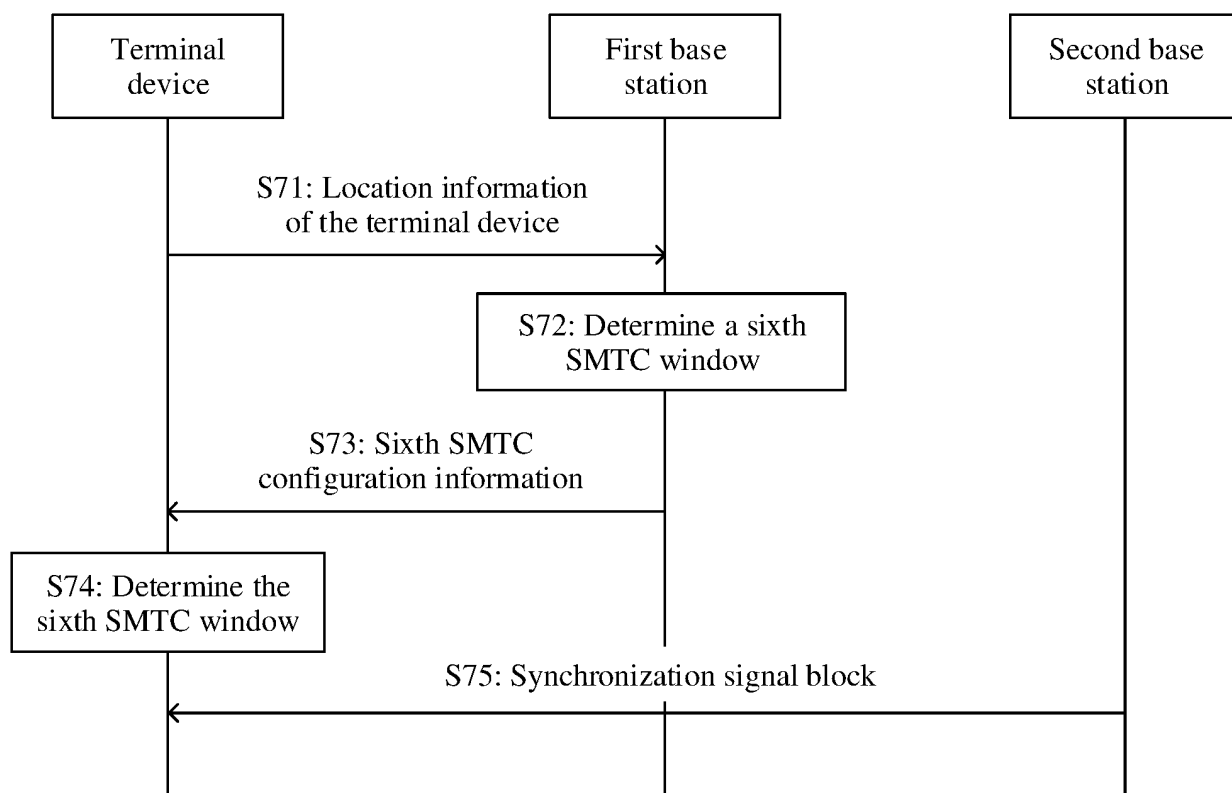 Terminal
device
First base
station
Second base
station
S71: Location information
of the terminal device
S72: Determine a sixth
SMTC window
S73: Sixth SMTC
configuration information
S74: Determine the
sixth SMTC window
S75: Synchronization signal block